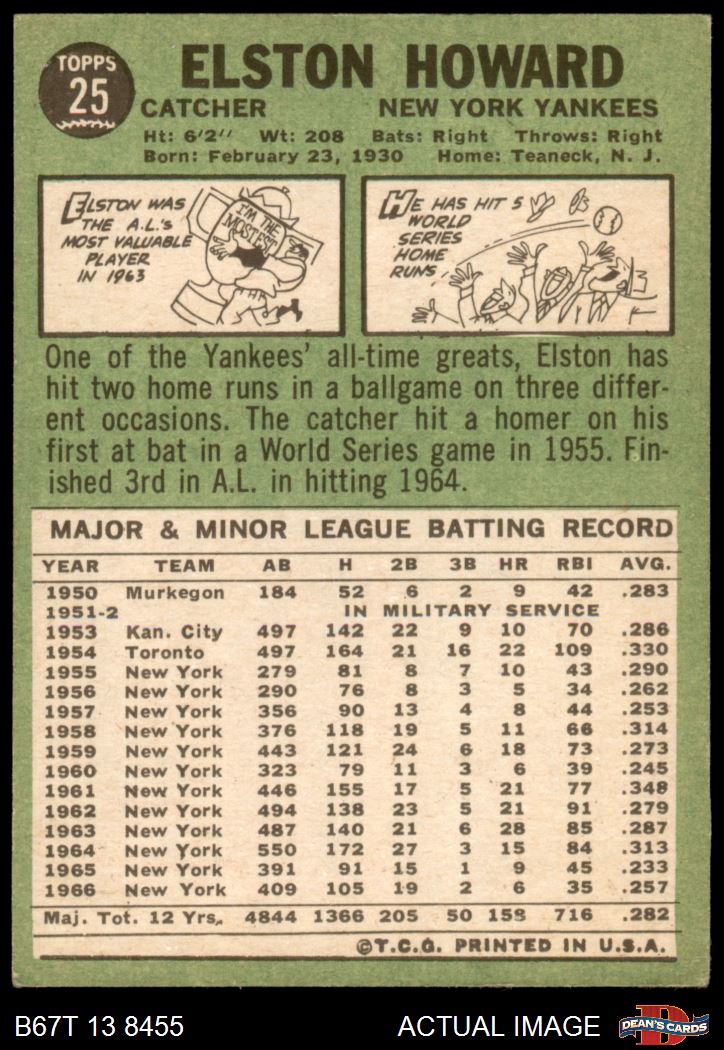 TOPPS
25
ELSTON HOWARD
CATCHER NEW YORK YANKEES
Ht: 6'2" Wt: 208 Bats: Right Throws: Right
Born: February 23, 1930 Home: Teaneck, N. J.
ELSTON WAS
THE A.L.'s
MOST VALUABLE
PLAYER
IN 1963
I'M THE
MOSTEST
HE HAS HIT 5
WORLD
SERIES
HOME
RUNS
One of the Yankees' all-time greats, Elston has
hit two home runs in a ballgame on three differ-
ent occasions. The catcher hit a homer on his
first at bat in a World Series game in 1955. Fin-
ished 3rd in A.L. in hitting 1964.
MAJOR & MINOR LEAGUE BATTING RECORD
YEAR TEAM AB H 2B 3B HR RBI AVG.
1950 Murkegon 184 52 6 2 9 42 .283
1951-2 IN MILITARY SERVICE
1953 Kan. City 497 142 22 9 10 70 .286
1954 Toronto 497 164 21 16 22 109 .330
1955 New York 279 81 8 7 10 43 .290
1956 New York 290 76 8 3 5 34 .262
1957 New York 356 90 13 4 8 44 .253
1958 New York 376 118 19 5 11 66 .314
1959 New York 443 121 24 6 18 73 .273
1960 New York 323 79 11 3 6 39 .245
1961 New York 446 155 17 5 21 77 .348
1962 New York 494 138 23 5 21 91 .279
1963 New York 487 140 21 6 28 85 .287
1964 New York 550 172 27 3 15 84 .313
1965 New York 391 91 15 1 9 45 .233
1966 New York 409 105 19 2 6 35 .257
Maj. Tot. 12 Yrs. 4844 1366 205 50 158 716 .282
©T.C.G. PRINTED IN U.S.A.
B67T 13 8455 ACTUAL IMAGE DEAN'S CARDS